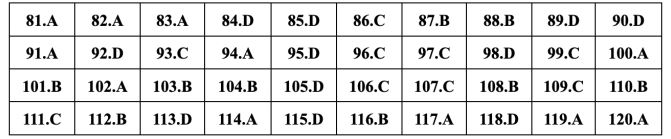 81.A 82.A 83.A 84.D 85.D 86.C 87.B 88.B 89.D 90.D
91.A 92.D 93.C 94.A 95.D 96.C 97.C 98.D 99.C 100.A
101.B 102.A 103.B 104.B 105.D 106.C 107.C 108.B 109.C 110.B
111.C 112.B 113.D 114.A 115.D 116.B 117.A 118.D 119.A 120.A